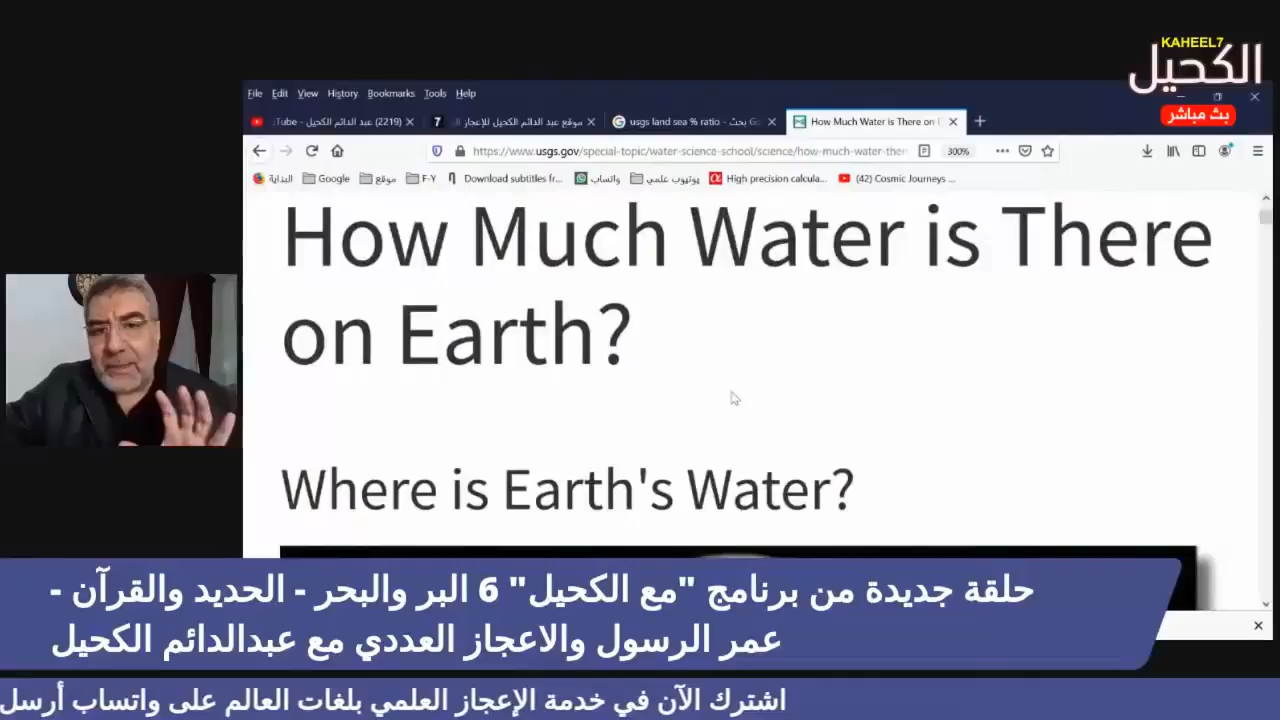 KAHEEL7
الكحيل
بث مباشر
File Edit View History Bookmarks Tools Help
(2219) عبد الدائم الكحيل - Tube
موقع عبد الدائم الكحيل للإعجاز
usgs land sea % ratio - بحث
How Much Water is There on
https://www.usgs.gov/special-topic/water-science-school/science/how-much-water-ther
300%
البداية Google موقع F-Y Download subtitles fr... واتساب يوتيوب علمي High precision calcula... (42) Cosmic Journeys ...
How Much Water is There
on Earth?
Where is Earth's Water?
حلقة جديدة من برنامج "مع الكحيل" 6 البر والبحر - الحديد والقرآن -
عمر الرسول والاعجاز العددي مع عبدالدائم الكحيل
اشترك الآن في خدمة الإعجاز العلمي بلغات العالم على واتساب أرسل